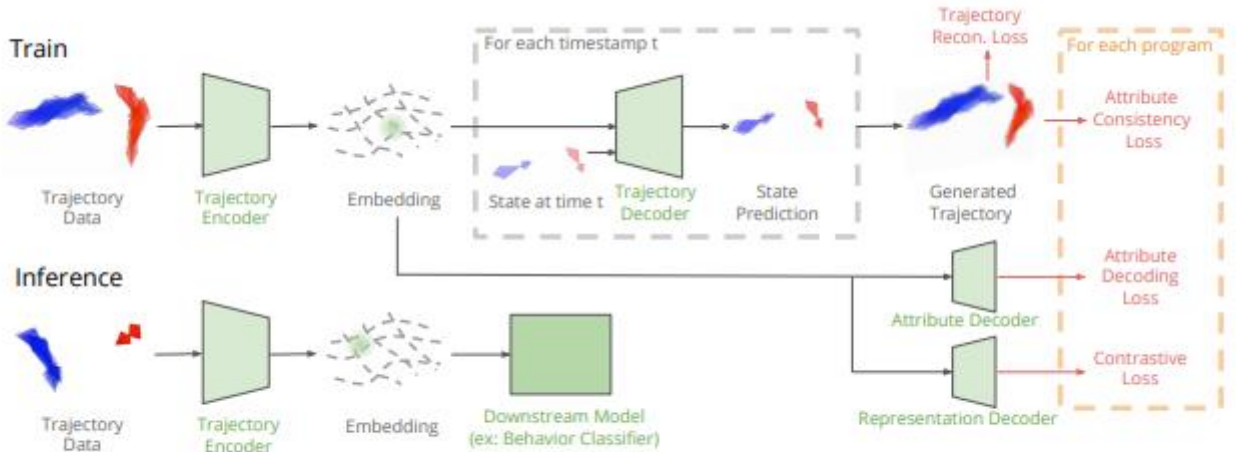 Train
For each timestamp t
Trajectory
Recon. Loss
For each program
Attribute
Consistency
Loss
Trajectory
Data
Trajectory
Encoder
Embedding
State at time t
Trajectory
Decoder
State
Prediction
Generated
Trajectory
Attribute
Decoding
Loss
Attribute Decoder
Contrastive
Loss
Representation Decoder
Inference
Trajectory
Data
Trajectory
Encoder
Embedding
Downstream Model
(ex: Behavior Classifier)